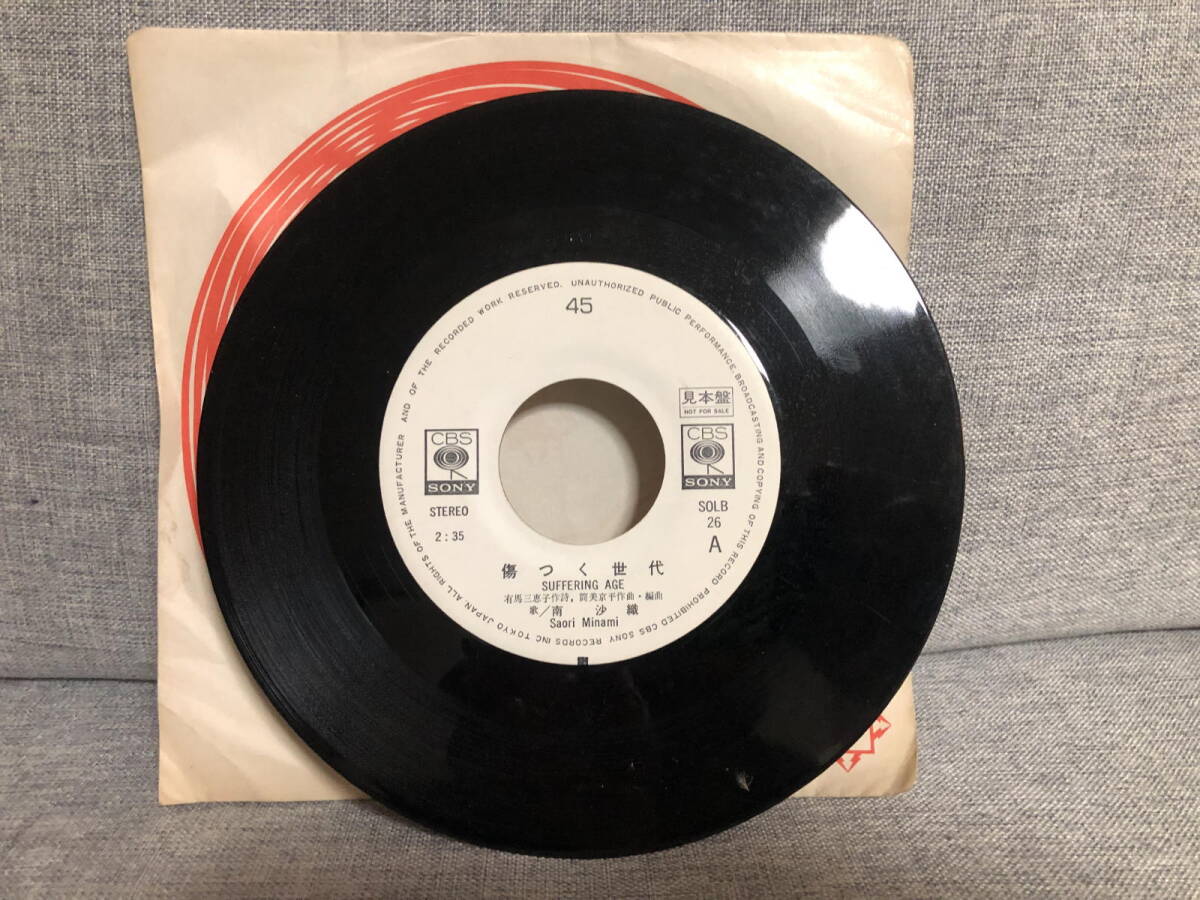 45
ALL RIGHTS OF THE MANUFACTURER AND OF THE RECORDED WORK RESERVED. UNAUTHORIZED PUBLIC PERFORMANCE, BROADCASTING AND COPYING OF THIS RECORD PROHIBITED CBS SONY RECORDS INC TOKYO JAPAN
見本盤
NOT FOR SALE
CBS
SONY
CBS
SONY
STEREO
2:35
SOLB
26
A
傷つく世代
SUFFERING AGE
有馬三恵子作詩, 筒美京平作曲・編曲
歌/南 沙織
Saori Minami